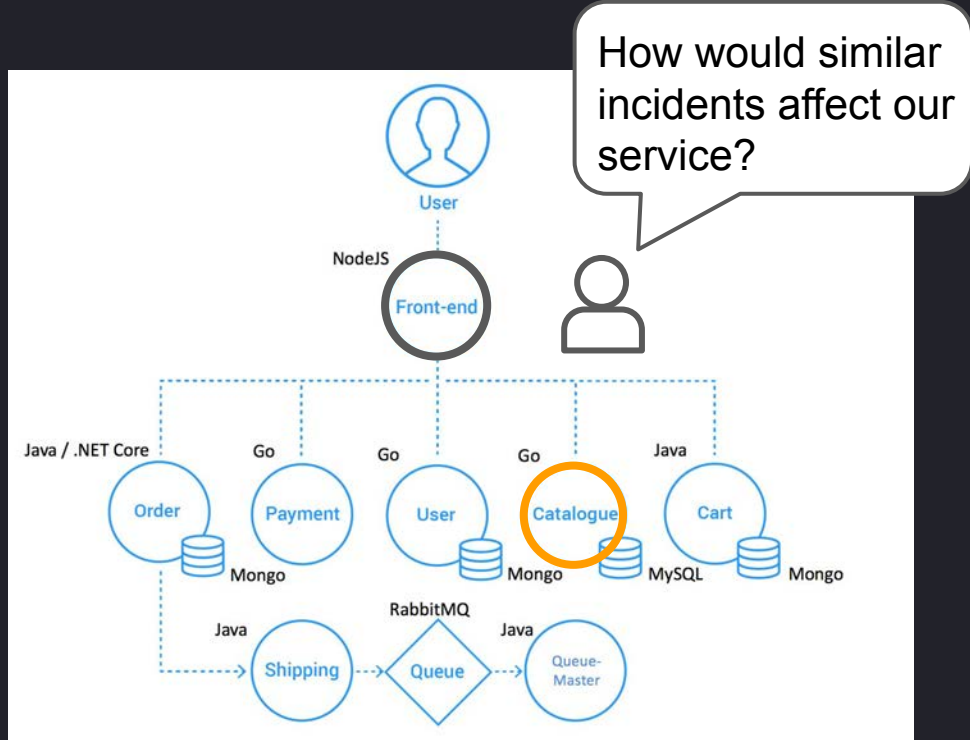 How would similar
incidents affect our
service?
User
NodeJS
Front-end
Java / .NET Core
Go
Go
Go
Java
Order
Payment
User
Catalogue
Cart
Mongo
Mongo
MySQL
Mongo
RabbitMQ
Java
Java
Shipping
Queue
Queue-
Master